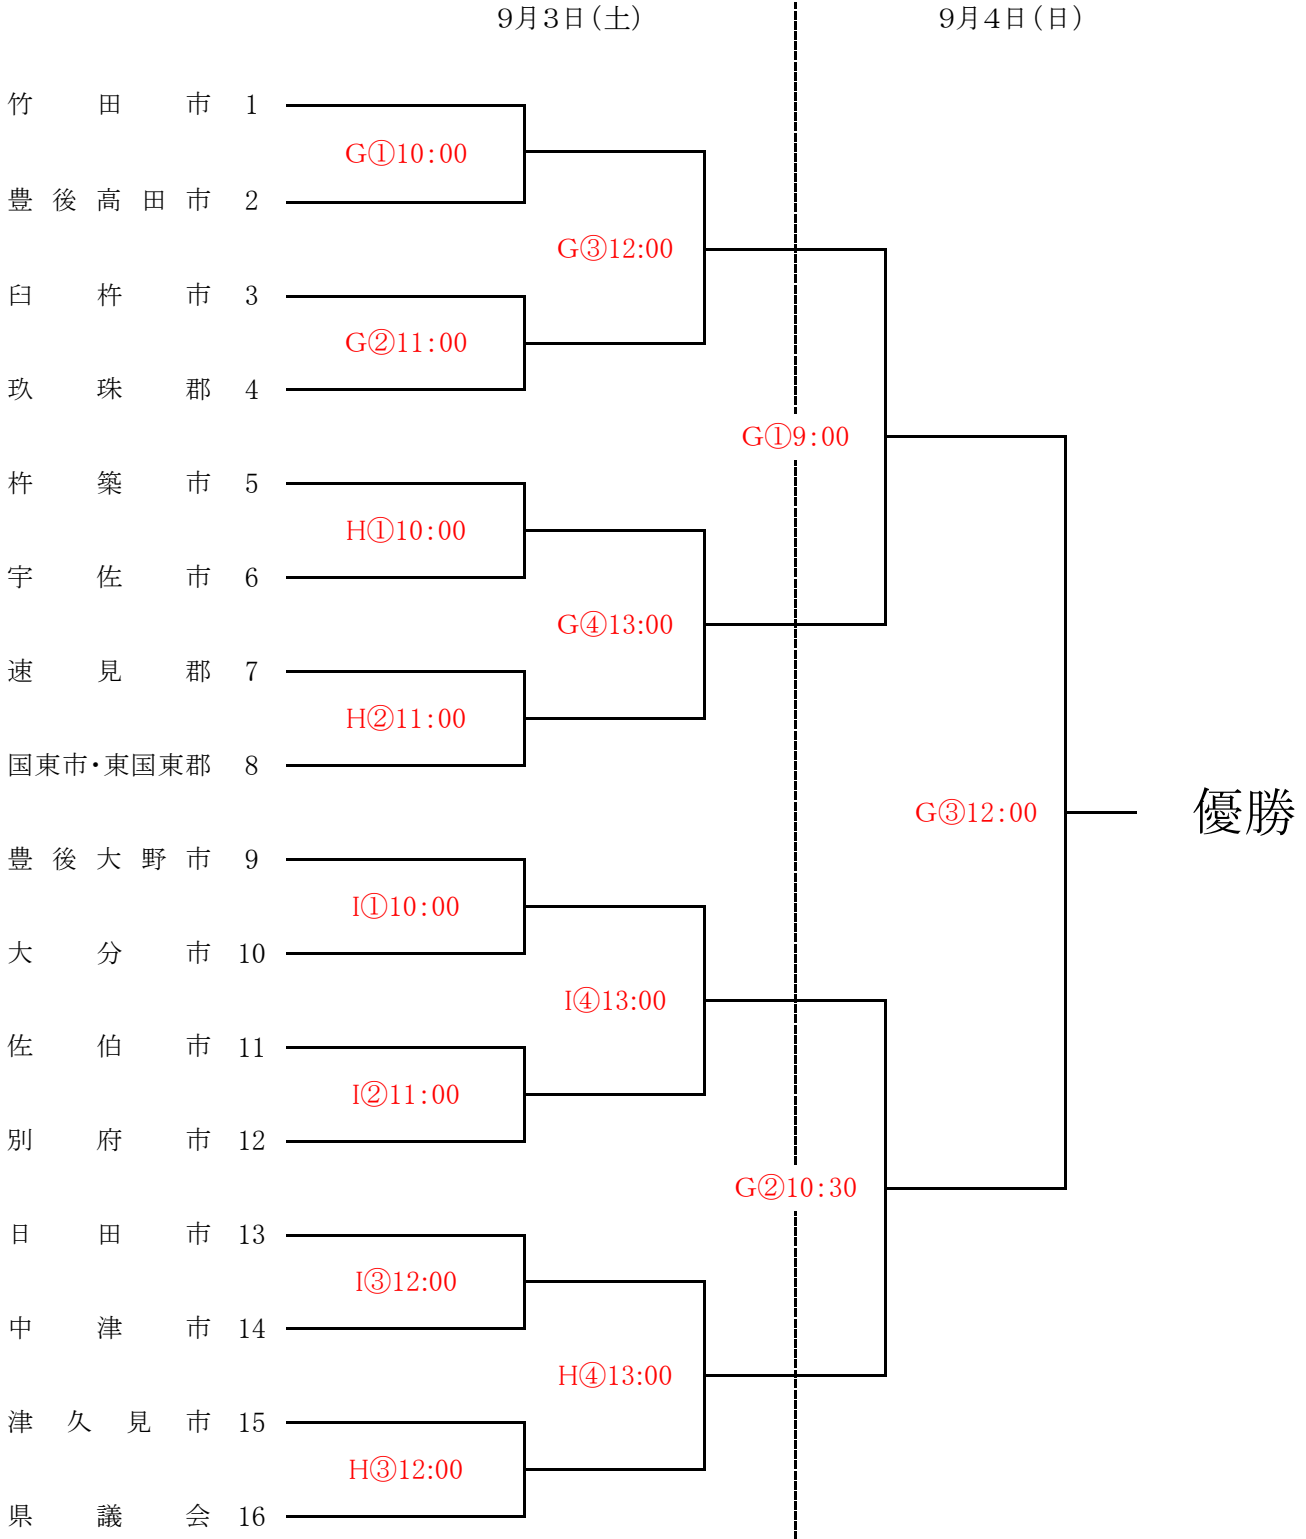 9月3日(土) 9月4日(日)
竹田市 1
G①10:00
豊後高田市 2
G③12:00
臼杵市 3
G②11:00
玖珠郡 4
G①9:00
杵築市 5
H①10:00
宇佐市 6
G④13:00
速見郡 7
H②11:00
国東市・東国東郡 8
G③12:00 優勝
豊後大野市 9
I①10:00
大分市 10
I④13:00
佐伯市 11
I②11:00
別府市 12
G②10:30
日田市 13
I③12:00
中津市 14
H④13:00
津久見市 15
H③12:00
県議会 16